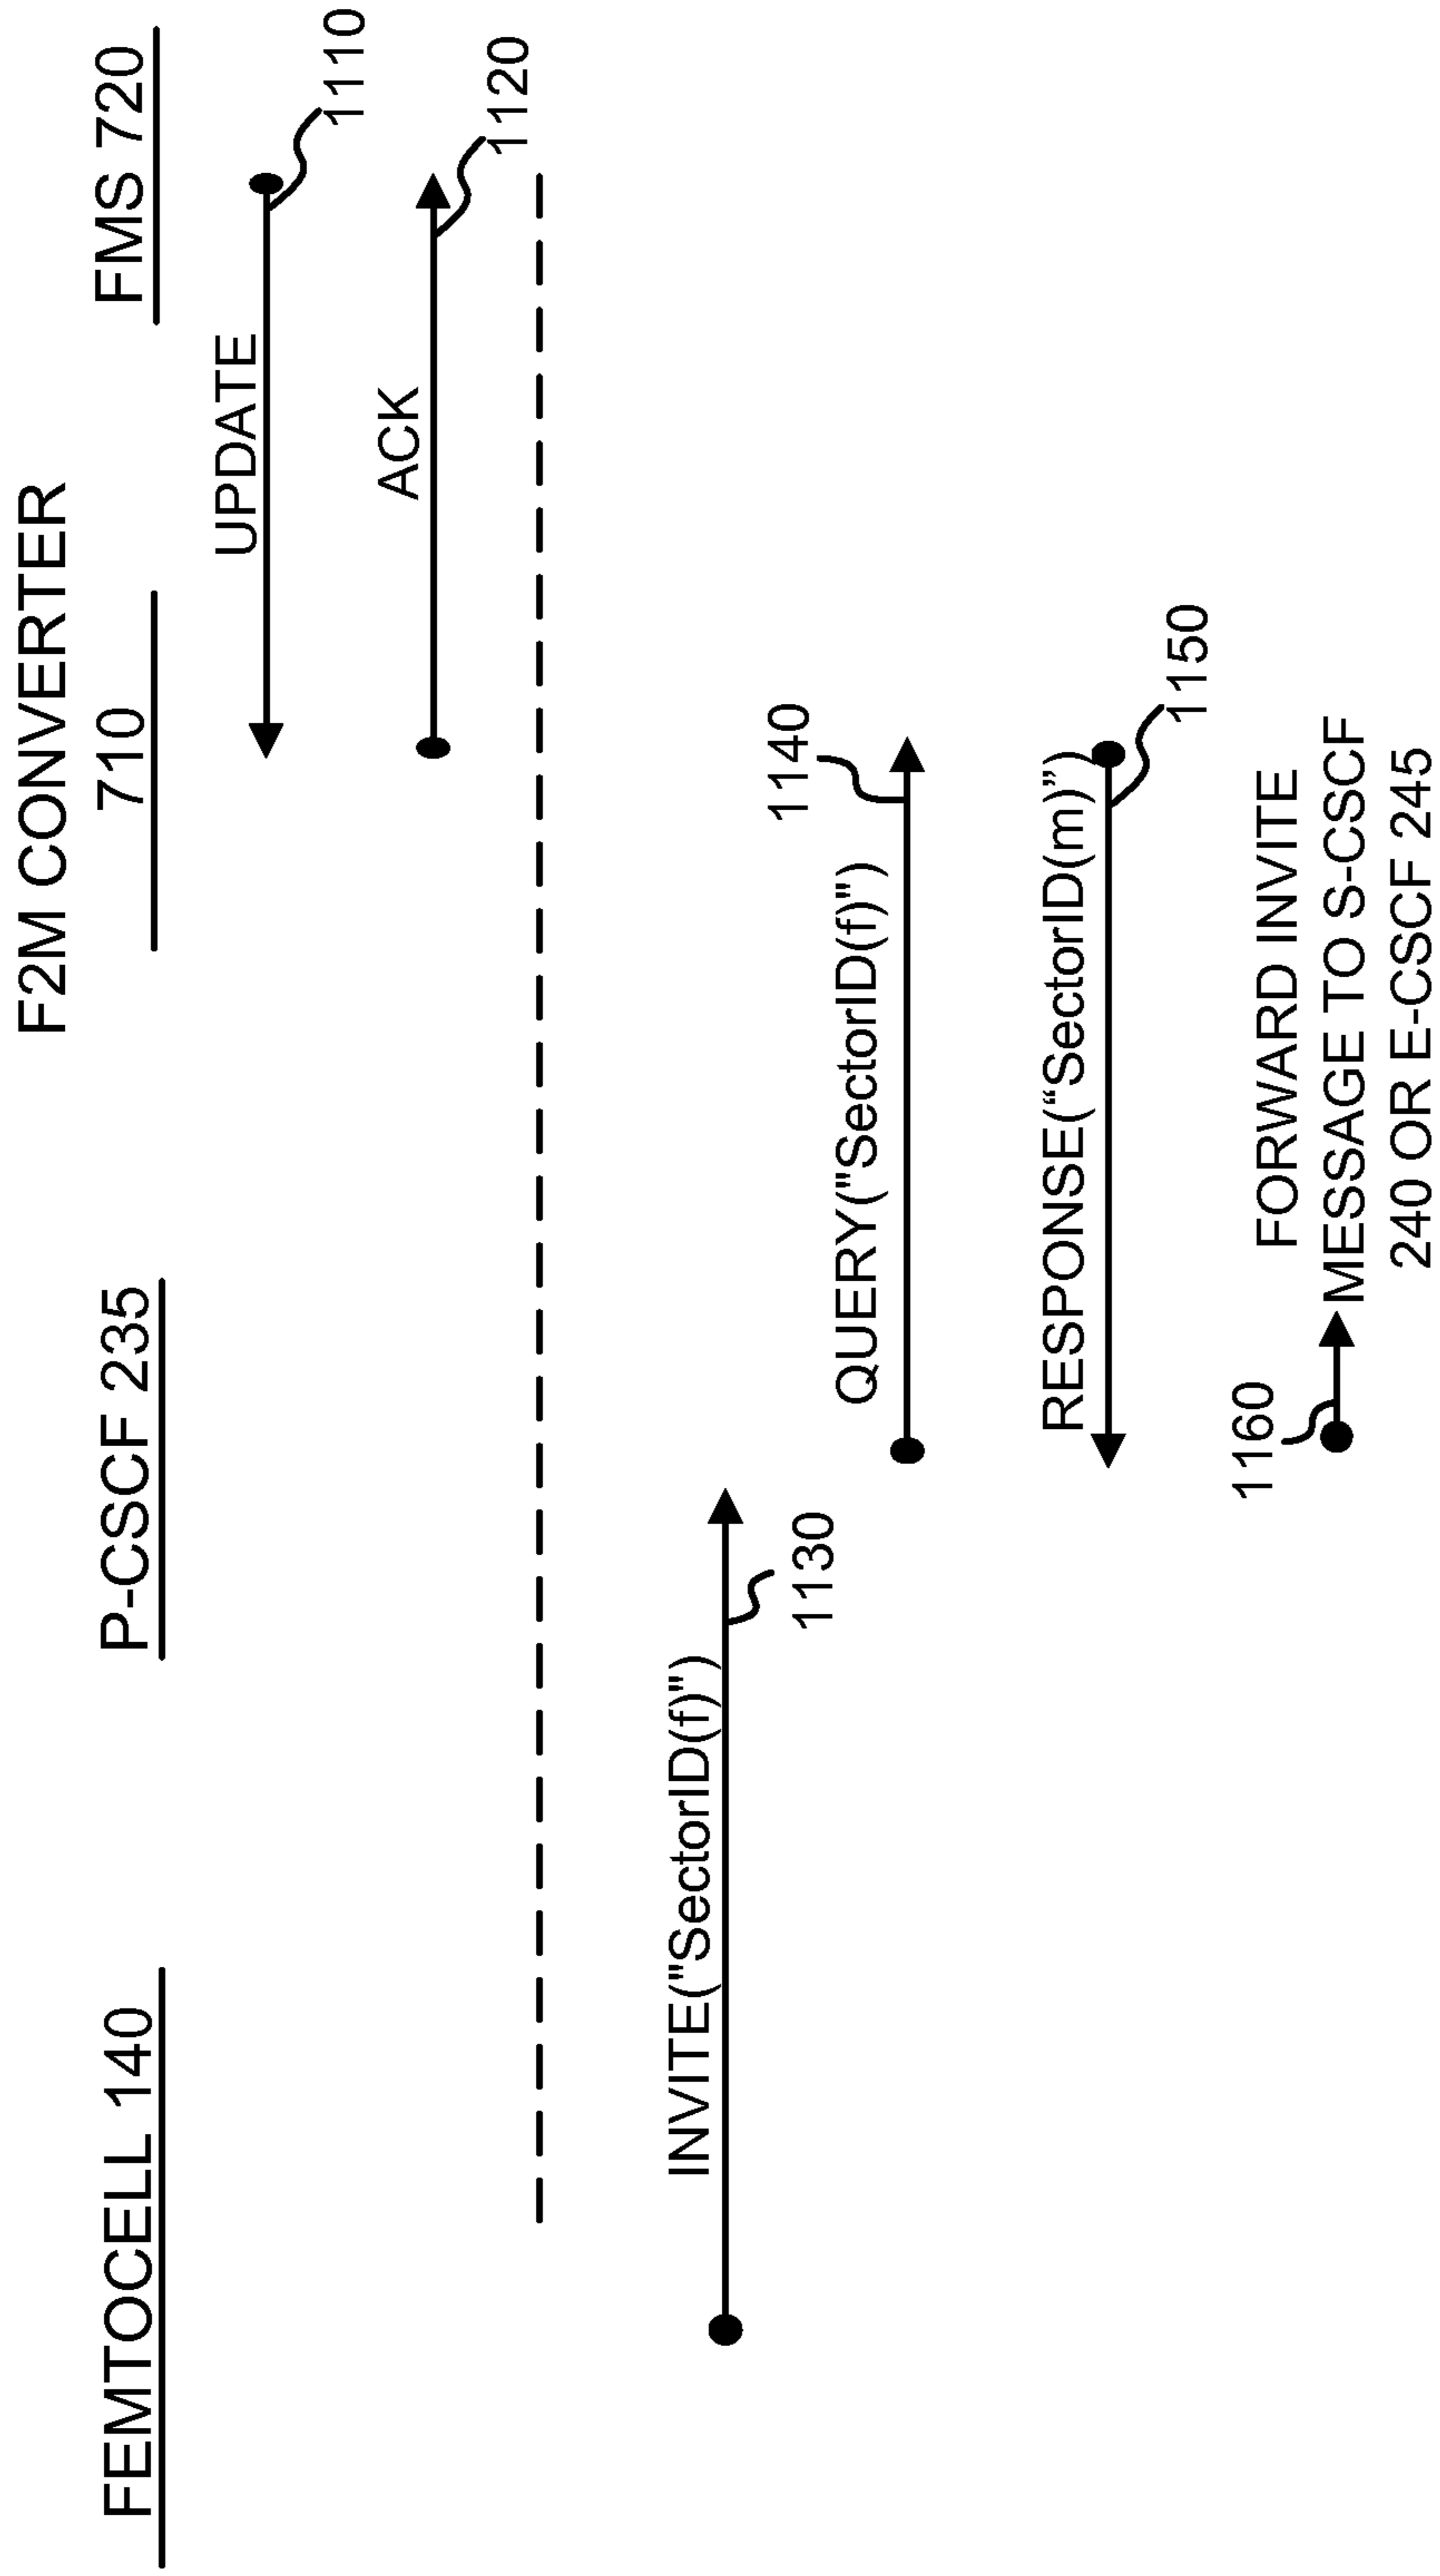 FEMTOCELL 140
P-CSCF 235
F2M CONVERTER
710
FMS 720
UPDATE
1110
ACK
1120
INVITE("SectorID(f)")
1130
QUERY("SectorID(f)")
1140
RESPONSE(“SectorID(m)”)
1150
1160
FORWARD INVITE
MESSAGE TO S-CSCF
240 OR E-CSCF 245